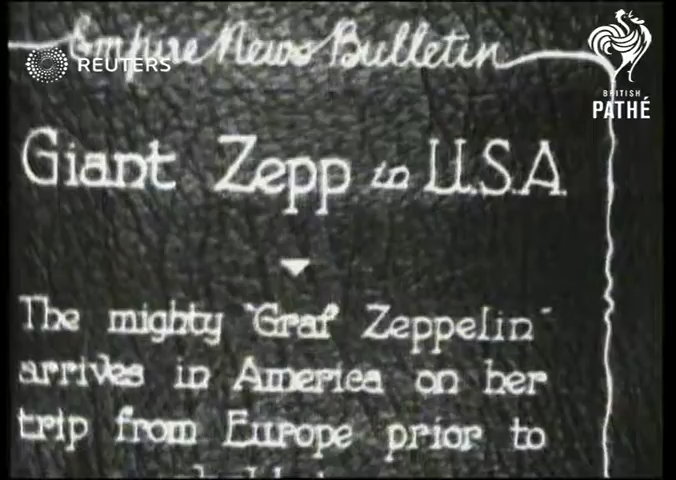 Empire News Bulletin
REUTERS
BRITISH
PATHÉ
Giant Zepp in U.S.A.
The mighty "Graf Zeppelin"
arrives in America on her
trip from Europe prior to